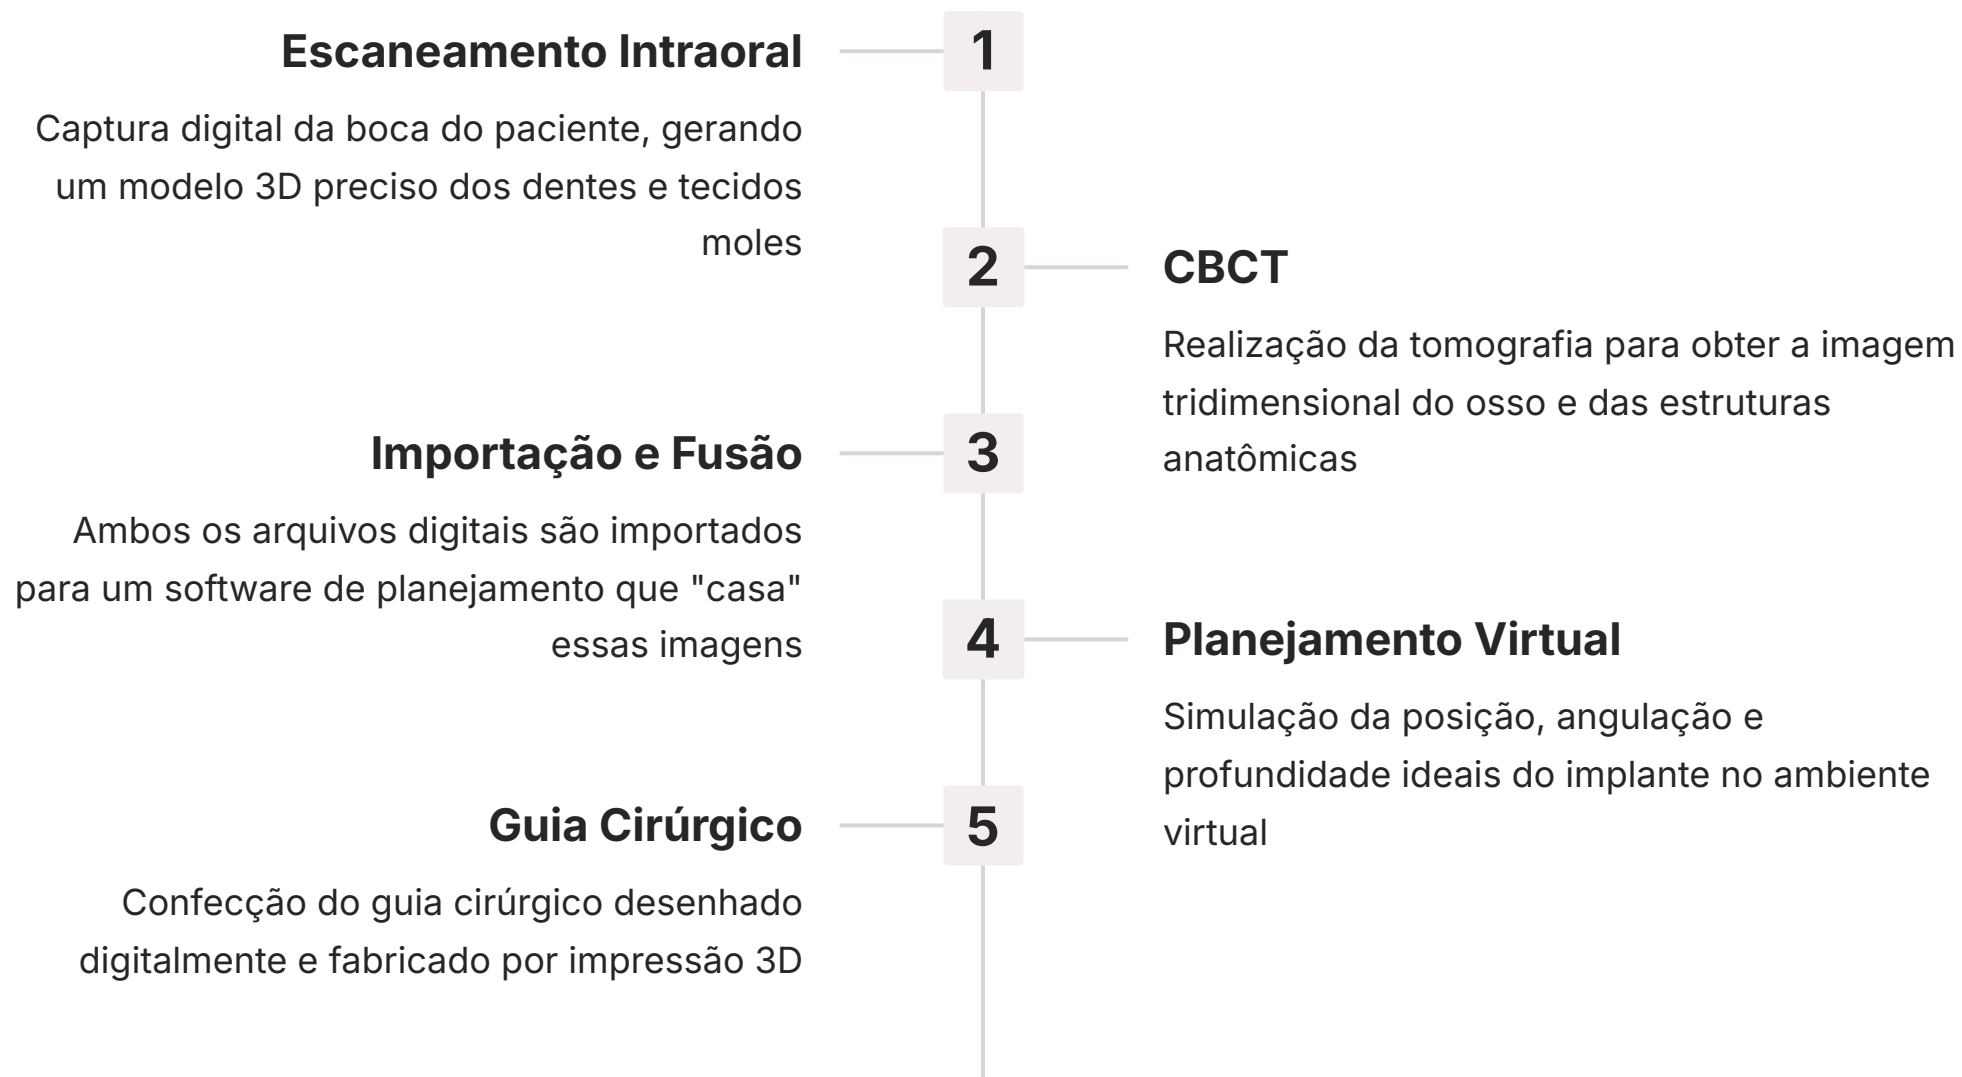 Escaneamento Intraoral
1
Captura digital da boca do paciente, gerando
um modelo 3D preciso dos dentes e tecidos
moles
2
CBCT
Realização da tomografia para obter a imagem
tridimensional do osso e das estruturas
anatômicas
Importação e Fusão
3
Ambos os arquivos digitais são importados
para um software de planejamento que "casa"
essas imagens
4
Planejamento Virtual
Simulação da posição, angulação e
profundidade ideais do implante no ambiente
virtual
Guia Cirúrgico
5
Confecção do guia cirúrgico desenhado
digitalmente e fabricado por impressão 3D